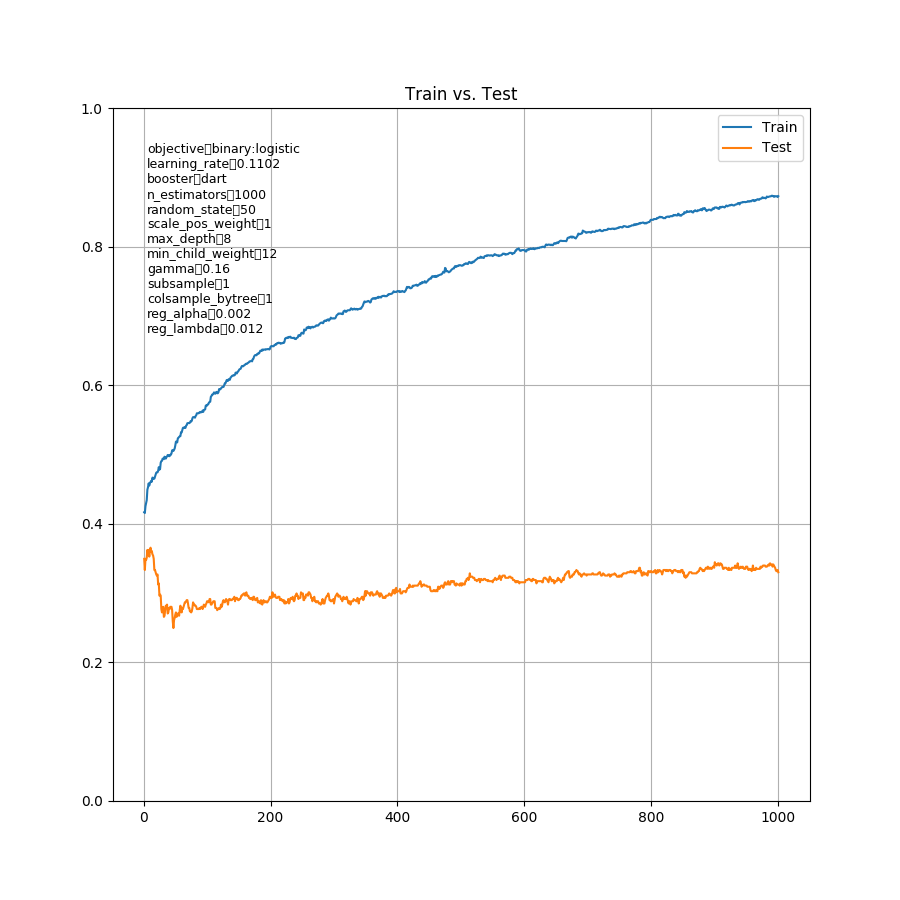 Train vs. Test
1.0
Train
Test
objective▯binary:logistic
learning_rate▯0.1102
booster▯dart
n_estimators▯1000
random_state▯50
scale_pos_weight▯1
max_depth▯8
min_child_weight▯12
gamma▯0.16
subsample▯1
colsample_bytree▯1
reg_alpha▯0.002
reg_lambda▯0.012
0.8
0.6
0.4
0.2
0.0
0 200 400 600 800 1000